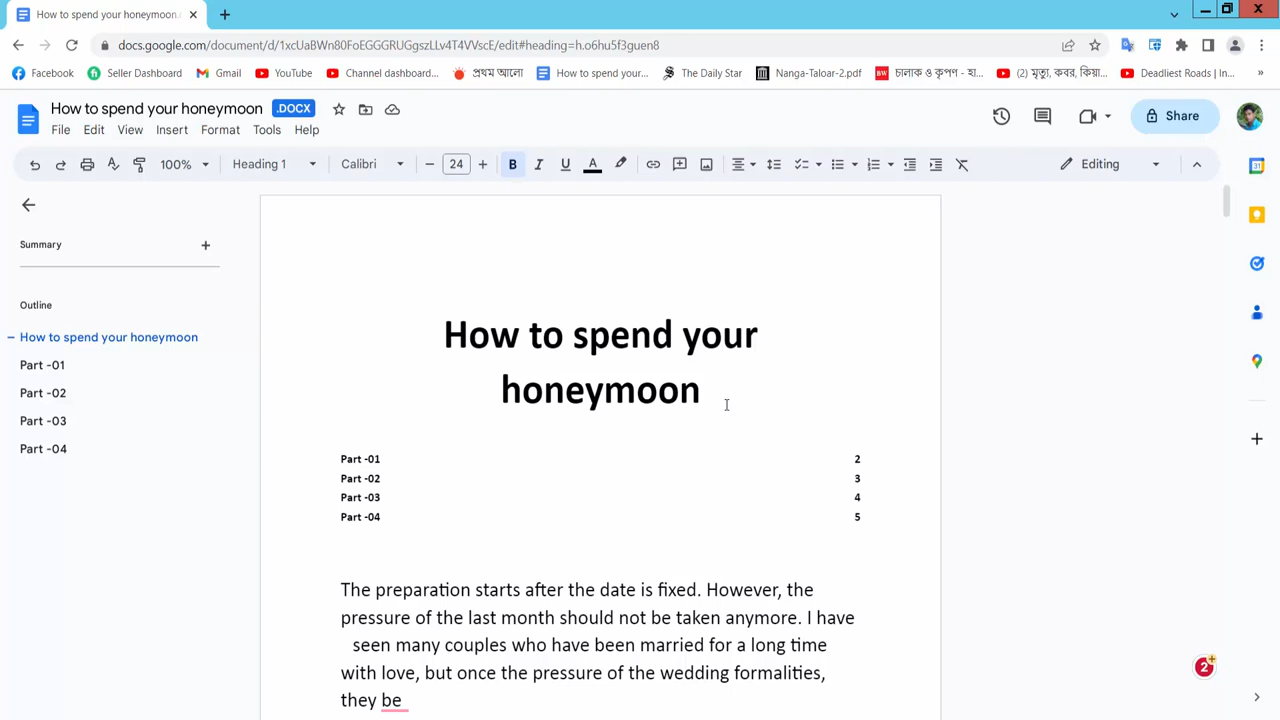 How to spend your honeymoon
docs.google.com/document/d/1xcUaBWn80FoEGGGRUGgszLLv4T4VVscE/edit#heading=h.o6hu5f3guen8
Facebook Seller Dashboard Gmail YouTube Channel dashboard... প্রথম আলো How to spend your... The Daily Star Nanga-Taloar-2.pdf BW চালাক ও কৃপণ - হা... (2) মৃত্যু, কবর, কিয়া... Deadliest Roads | In... »
How to spend your honeymoon .DOCX
File Edit View Insert Format Tools Help
Share
100% Heading 1 Calibri 24 B I U A Editing
Summary
Outline
How to spend your honeymoon
Part -01
Part -02
Part -03
Part -04
How to spend your
honeymoon
Part -01 2
Part -02 3
Part -03 4
Part -04 5
The preparation starts after the date is fixed. However, the
pressure of the last month should not be taken anymore. I have
seen many couples who have been married for a long time
with love, but once the pressure of the wedding formalities,
they be
31
2